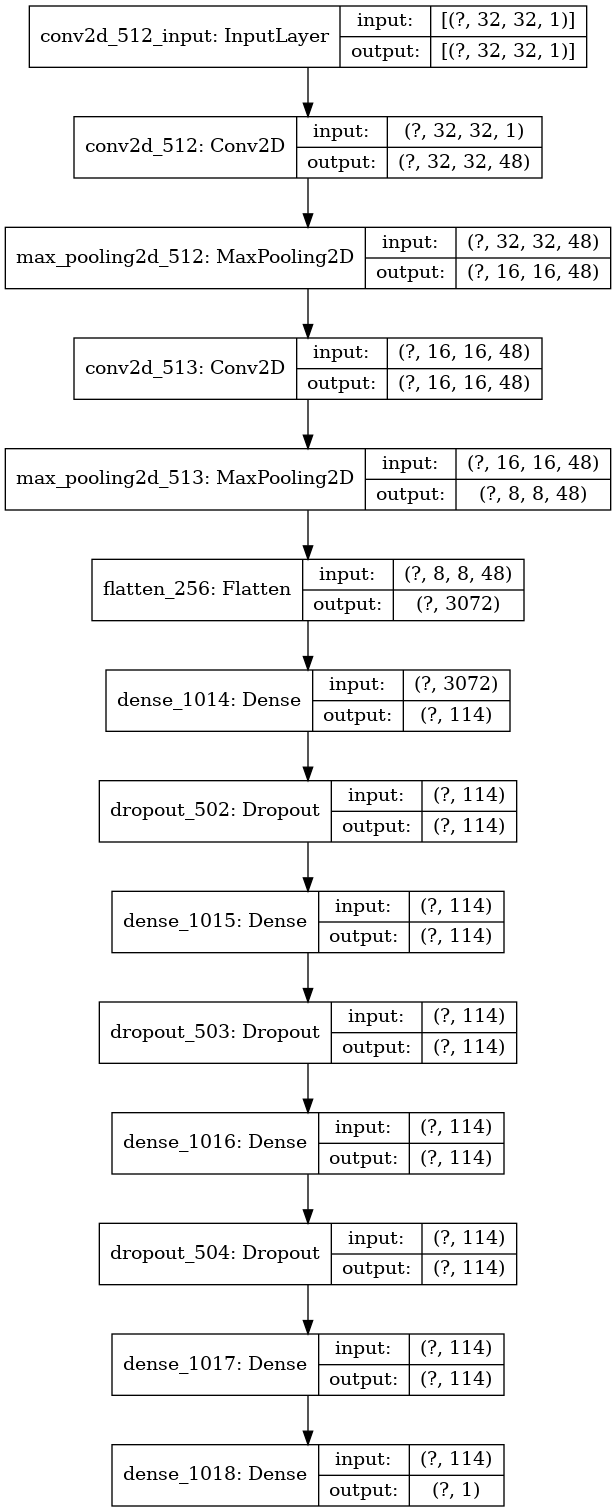 conv2d_512_input: InputLayer
input: [(?, 32, 32, 1)]
output: [(?, 32, 32, 1)]
conv2d_512: Conv2D
input: (?, 32, 32, 1)
output: (?, 32, 32, 48)
max_pooling2d_512: MaxPooling2D
input: (?, 32, 32, 48)
output: (?, 16, 16, 48)
conv2d_513: Conv2D
input: (?, 16, 16, 48)
output: (?, 16, 16, 48)
max_pooling2d_513: MaxPooling2D
input: (?, 16, 16, 48)
output: (?, 8, 8, 48)
flatten_256: Flatten
input: (?, 8, 8, 48)
output: (?, 3072)
dense_1014: Dense
input: (?, 3072)
output: (?, 114)
dropout_502: Dropout
input: (?, 114)
output: (?, 114)
dense_1015: Dense
input: (?, 114)
output: (?, 114)
dropout_503: Dropout
input: (?, 114)
output: (?, 114)
dense_1016: Dense
input: (?, 114)
output: (?, 114)
dropout_504: Dropout
input: (?, 114)
output: (?, 114)
dense_1017: Dense
input: (?, 114)
output: (?, 114)
dense_1018: Dense
input: (?, 114)
output: (?, 1)